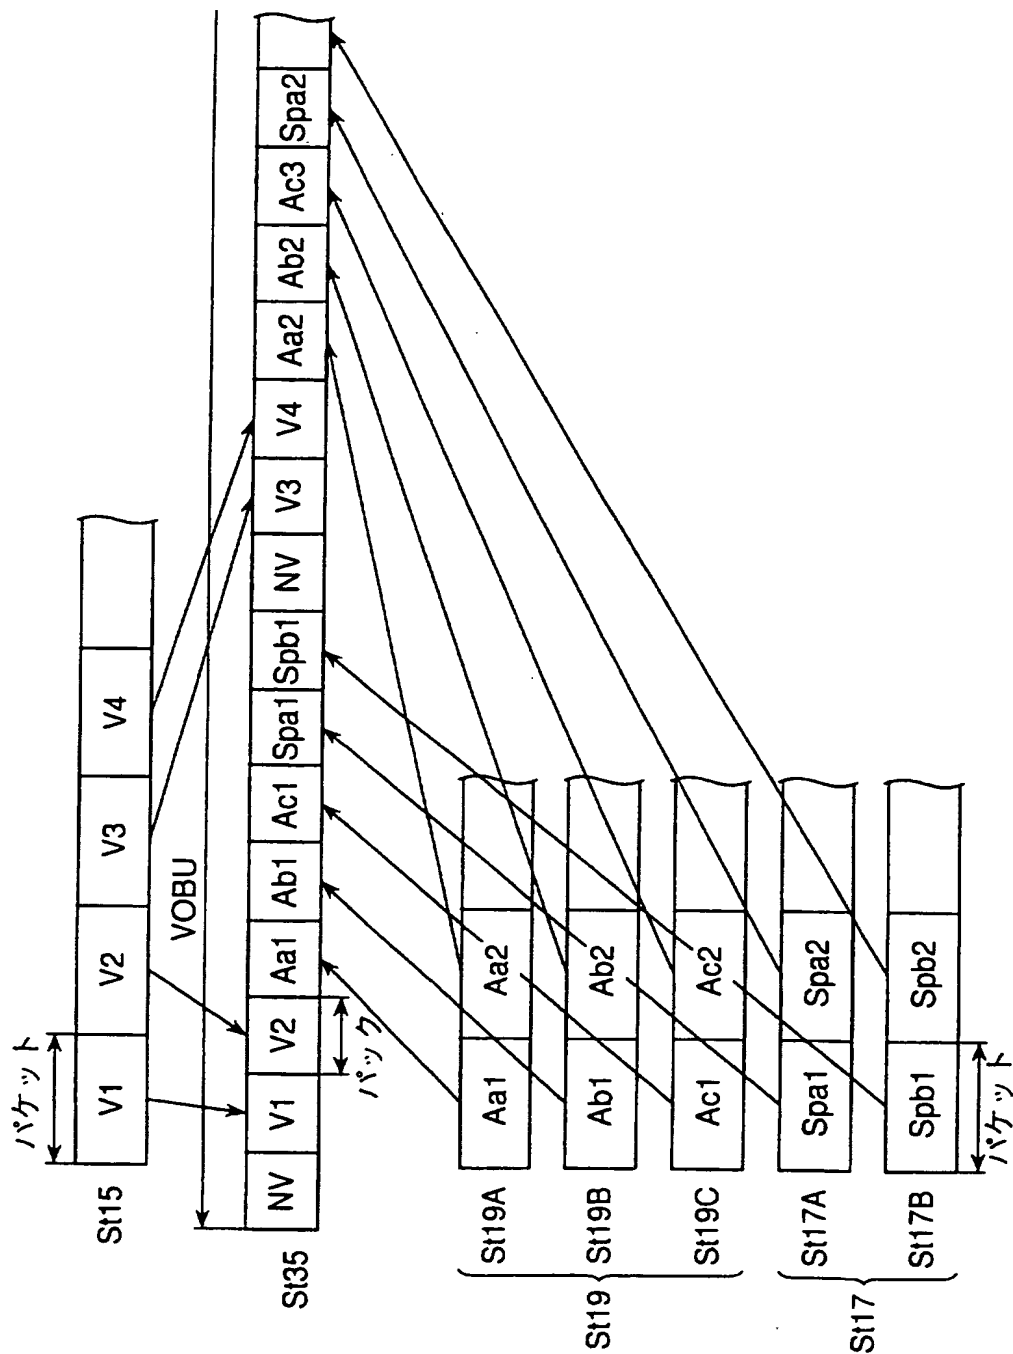 パケット
St15
V1
V2
V3
V4
VOBU
St35
NV
V1
V2
Aa1
Ab1
Ac1
Spa1
Spb1
NV
V3
V4
Aa2
Ab2
Ac3
Spa2
パック
St19
St19A
Aa1
Aa2
St19B
Ab1
Ab2
St19C
Ac1
Ac2
St17
St17A
Spa1
Spa2
St17B
Spb1
Spb2
パケット